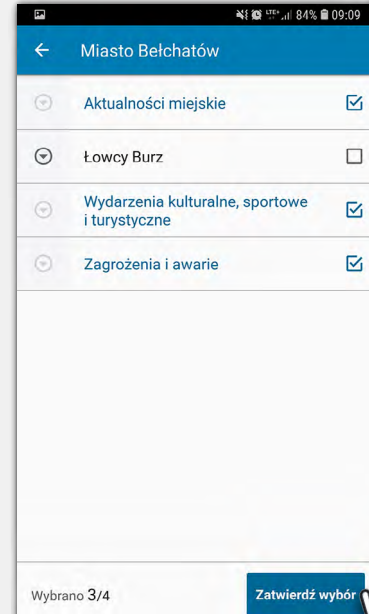 LTE+ 84% 09:09
Miasto Bełchatów
Aktualności miejskie
Łowcy Burz
Wydarzenia kulturalne, sportowe
i turystyczne
Zagrożenia i awarie
Wybrano 3/4
Zatwierdź wybór